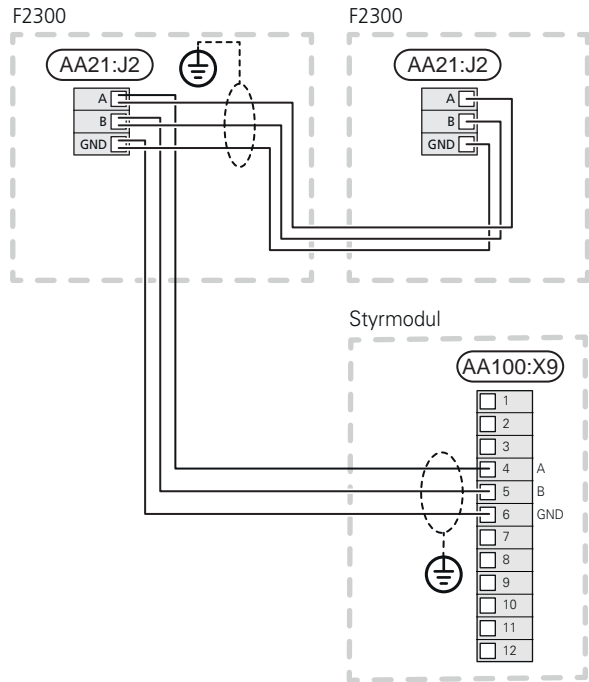 F2300
F2300
AA21:J2
A
B
GND
AA21:J2
A
B
GND
Styrmodul
AA100:X9
1
2
3
4 A
5 B
6 GND
7
8
9
10
11
12